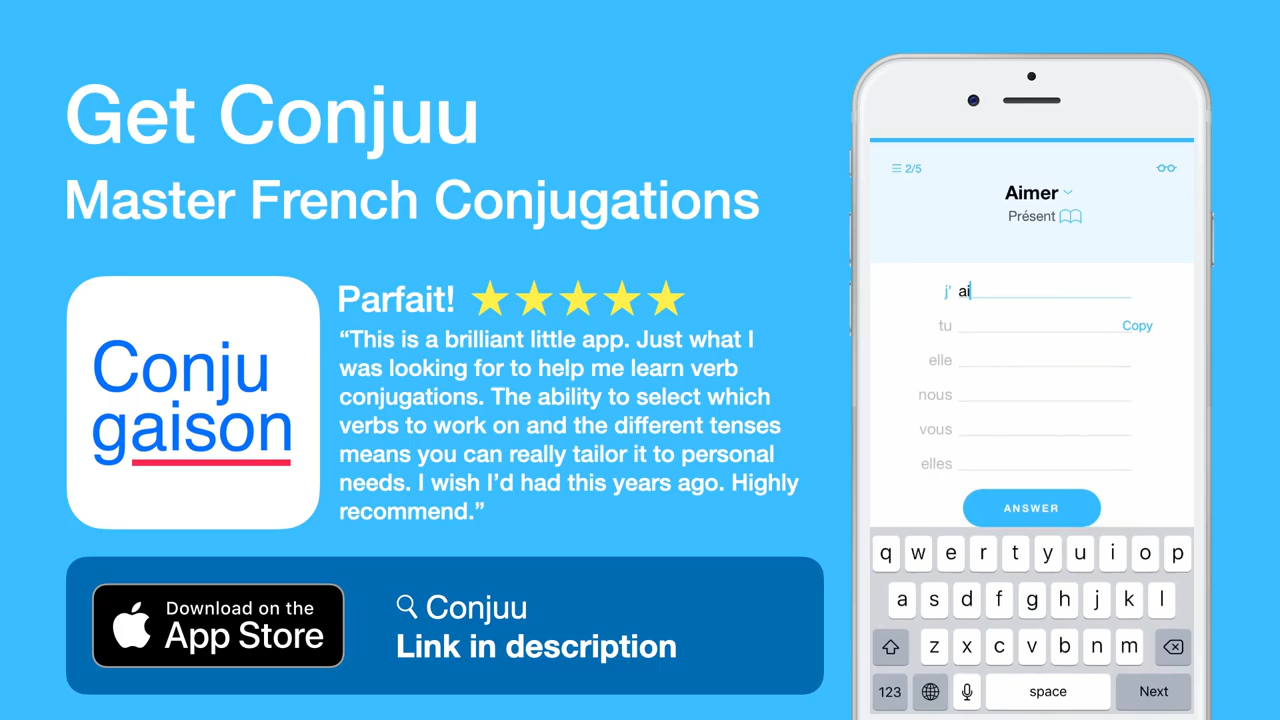 Get Conjuu
Master French Conjugations
Conju
gaison
Parfait!
“This is a brilliant little app. Just what I
was looking for to help me learn verb
conjugations. The ability to select which
verbs to work on and the different tenses
means you can really tailor it to personal
needs. I wish I’d had this years ago. Highly
recommend.”
Download on the
App Store
Conjuu
Link in description
2/5
Aimer
Présent
j' ai
tu Copy
elle
nous
vous
elles
ANSWER
q w e r t y u i o p
a s d f g h j k l
z x c v b n m
123 space Next